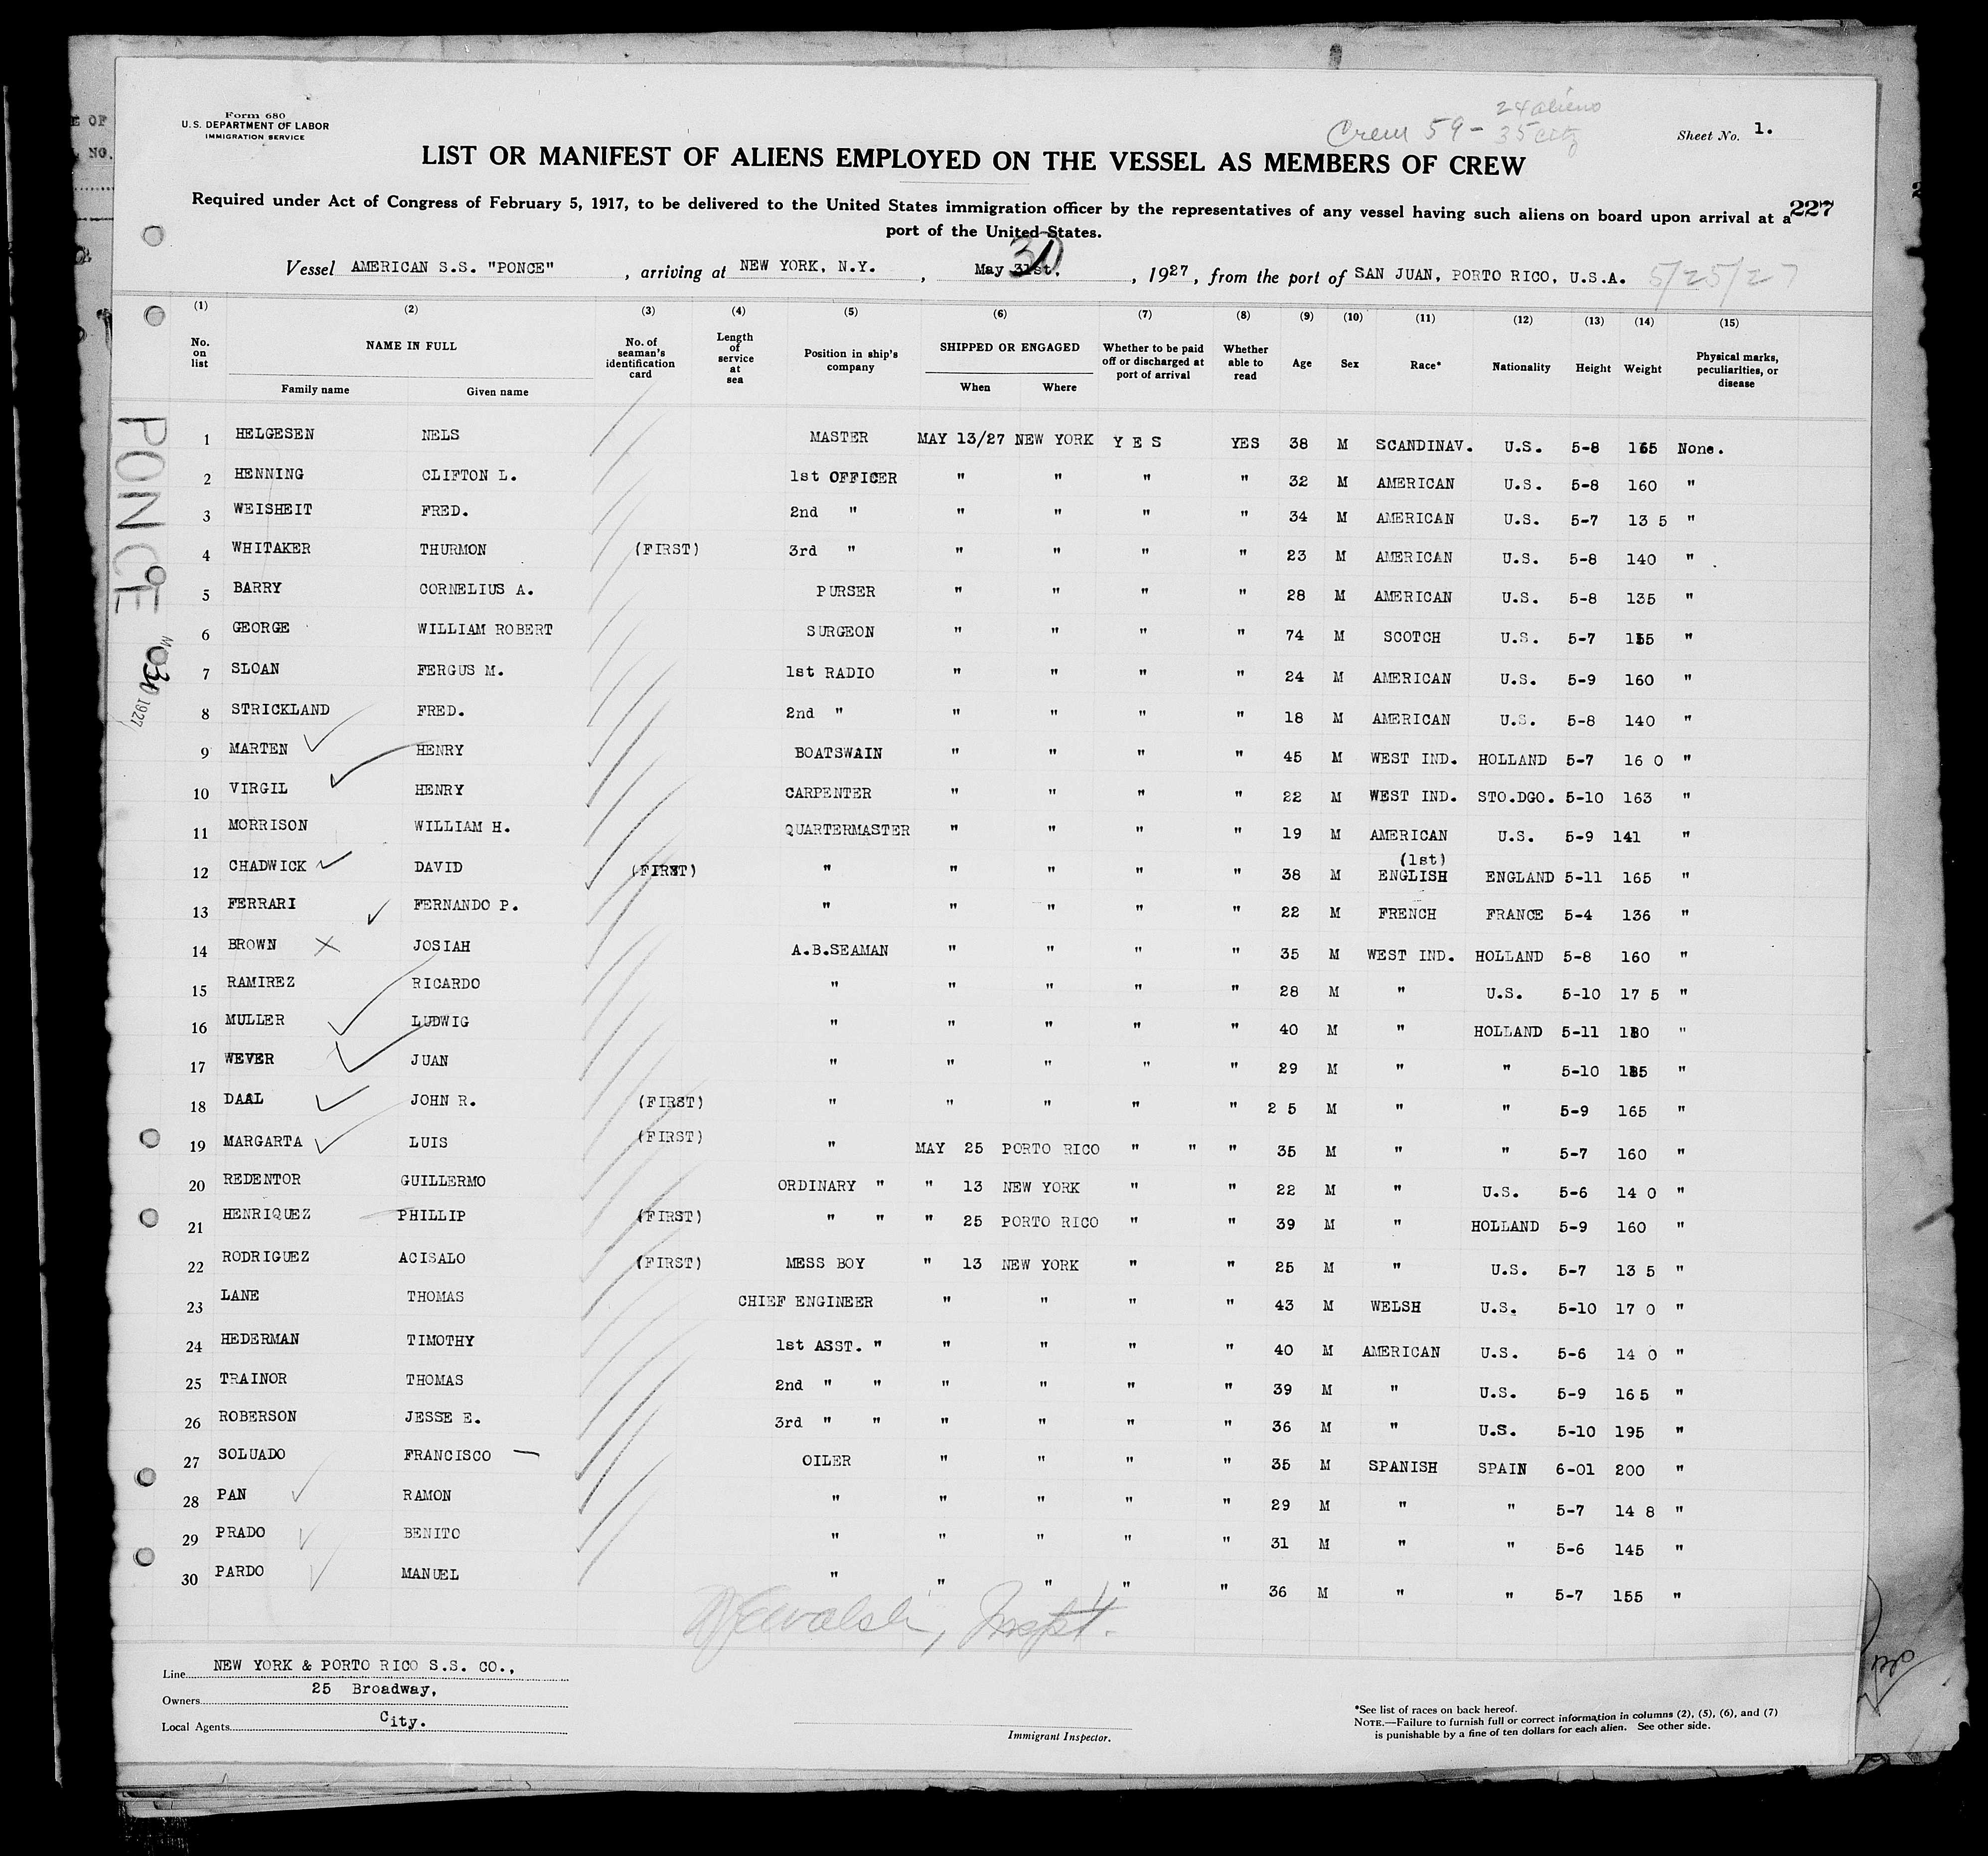 Form 680
U.S. DEPARTMENT OF LABOR
IMMIGRATION SERVICE
24 aliens
Crew 59 - 35 citz
Sheet No. 1.
LIST OR MANIFEST OF ALIENS EMPLOYED ON THE VESSEL AS MEMBERS OF CREW
Required under Act of Congress of February 5, 1917, to be delivered to the United States immigration officer by the representatives of any vessel having such aliens on board upon arrival at a
port of the United States.
227
Vessel AMERICAN S.S. "PONCE", arriving at NEW YORK, N.Y., May 31st. 30, 1927, from the port of SAN JUAN, PORTO RICO, U.S.A. 5/25/27
(1) (2) (3) (4) (5) (6) (7) (8) (9) (10) (11) (12) (13) (14) (15)
No. on list NAME IN FULL Family name Given name No. of seaman's identification card Length of service at sea Position in ship's company SHIPPED OR ENGAGED When Where Whether to be paid off or discharged at port of arrival Whether able to read Age Sex Race* Nationality Height Weight Physical marks, peculiarities, or disease
PONCE
1927
1 HELGESEN NELS MASTER MAY 13/27 NEW YORK YES YES 38 M SCANDINAV. U.S. 5-8 165 None.
2 HENNING CLIFTON L. 1st OFFICER " " " " 32 M AMERICAN U.S. 5-8 160 "
3 WEISHEIT FRED. 2nd " " " " " 34 M AMERICAN U.S. 5-7 13 5 "
4 WHITAKER THURMON (FIRST) 3rd " " " " " 23 M AMERICAN U.S. 5-8 140 "
5 BARRY CORNELIUS A. PURSER " " " " 28 M AMERICAN U.S. 5-8 135 "
6 GEORGE WILLIAM ROBERT SURGEON " " " " 74 M SCOTCH U.S. 5-7 "
7 SLOAN FERGUS M. 1st RADIO " " " " 24 M AMERICAN U.S. 5-9 160 "
8 STRICKLAND FRED. 2nd " " " " " 18 M AMERICAN U.S. 5-8 140 "
9 MARTEN HENRY BOATSWAIN " " " " 45 M WEST IND. HOLLAND 5-7 16 0 "
10 VIRGIL HENRY CARPENTER " " " " 22 M WEST IND. STO.DGO. 5-10 163 "
11 MORRISON WILLIAM H. QUARTERMASTER " " " " 19 M AMERICAN U.S. 5-9 141 "
12 CHADWICK DAVID (FIRST) " " " " " 38 M (1st) ENGLISH ENGLAND 5-11 165 "
13 FERRARI FERNANDO P. " " " " " 22 M FRENCH FRANCE 5-4 136 "
14 BROWN JOSIAH A.B.SEAMAN " " " " 35 M WEST IND. HOLLAND 5-8 160 "
15 RAMIREZ RICARDO " " " " " 28 M " U.S. 5-10 17 5 "
16 MULLER LUDWIG " " " " " 40 M " HOLLAND 5-11 180 "
17 WEVER JUAN " " " " " 29 M " " 5-10 185 "
18 DAAL JOHN R. (FIRST) " " " " " 2 5 M " " 5-9 165 "
19 MARGARTA LUIS (FIRST) " MAY 25 PORTO RICO " " " 35 M " " 5-7 160 "
20 REDENTOR GUILLERMO ORDINARY " " 13 NEW YORK " " 22 M " U.S. 5-6 14 0 "
21 HENRIQUEZ PHILLIP (FIRST) " " " 25 PORTO RICO " " 39 M " HOLLAND 5-9 160 "
22 RODRIGUEZ ACISALO (FIRST) MESS BOY " 13 NEW YORK " " 25 M " U.S. 5-7 13 5 "
23 LANE THOMAS CHIEF ENGINEER " " " " 43 M WELSH U.S. 5-10 17 0 "
24 HEDERMAN TIMOTHY 1st ASST. " " " " " 40 M AMERICAN U.S. 5-6 14 0 "
25 TRAINOR THOMAS 2nd " " " " " " 39 M " U.S. 5-9 165 "
26 ROBERSON JESSE E. 3rd " " " " " " 36 M " U.S. 5-10 195 "
27 SOLUADO FRANCISCO OILER " " " " 35 M SPANISH SPAIN 6-01 200 "
28 PAN RAMON " " " " " 29 M " " 5-7 14 8 "
29 PRADO BENITO " " " " " 31 M " " 5-6 145 "
30 PARDO MANUEL " " " " " 36 M " " 5-7 155 "
Line NEW YORK & PORTO RICO S.S. CO.,
Owners 25 Broadway,
Local Agents City.
Immigrant Inspector.
*See list of races on back hereof.
NOTE.—Failure to furnish full or correct information in columns (2), (5), (6), and (7)
is punishable by a fine of ten dollars for each alien. See other side.